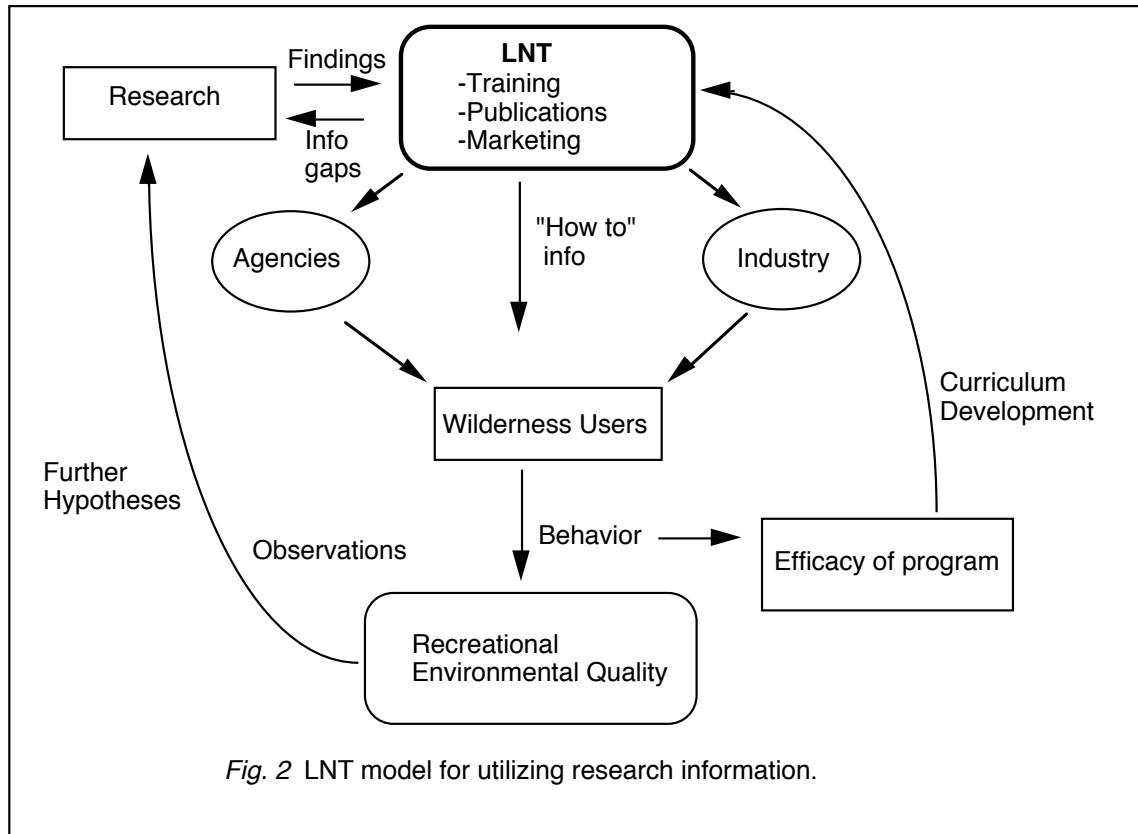 Research
Findings
Info
gaps
LNT
-Training
-Publications
-Marketing
Agencies
"How to"
info
Industry
Wilderness Users
Curriculum
Development
Further
Hypotheses
Observations
Behavior
Efficacy of program
Recreational
Environmental Quality
Fig. 2 LNT model for utilizing research information.